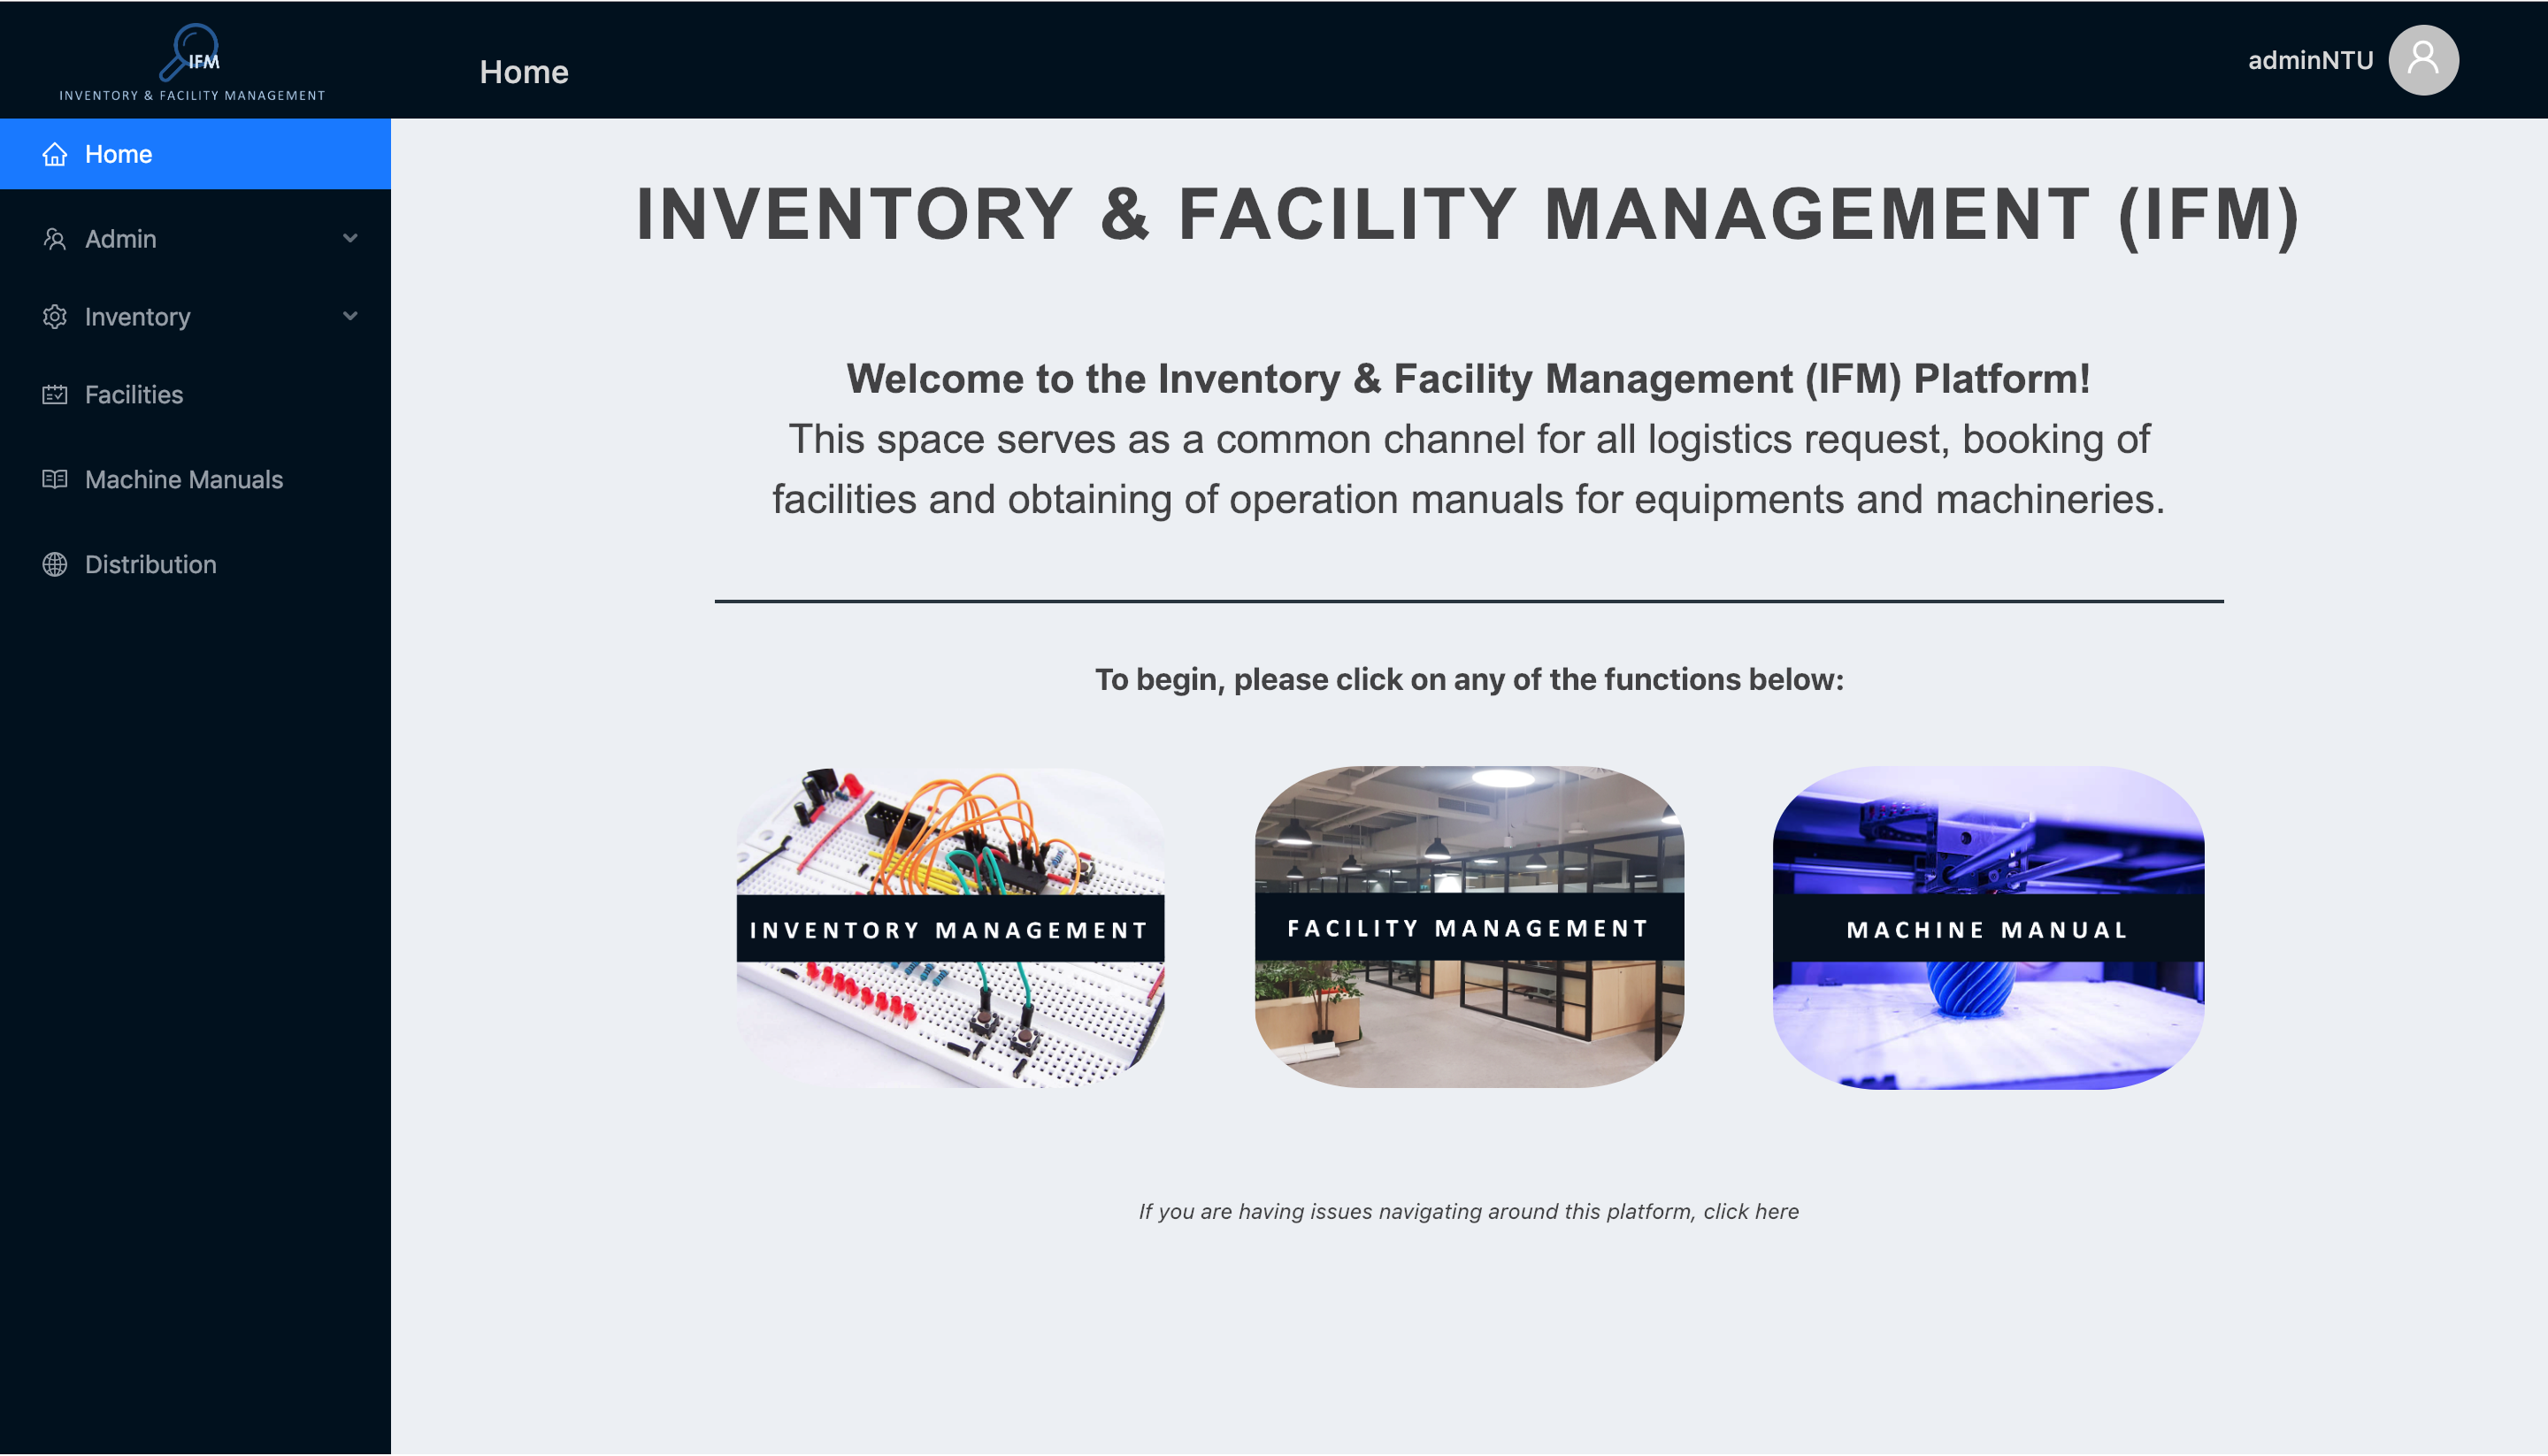 IFM
INVENTORY & FACILITY MANAGEMENT
Home
adminNTU
Home
Admin
Inventory
Facilities
Machine Manuals
Distribution
INVENTORY & FACILITY MANAGEMENT (IFM)
Welcome to the Inventory & Facility Management (IFM) Platform!
This space serves as a common channel for all logistics request, booking of
facilities and obtaining of operation manuals for equipments and machineries.
To begin, please click on any of the functions below:
INVENTORY MANAGEMENT
FACILITY MANAGEMENT
MACHINE MANUAL
If you are having issues navigating around this platform, click here